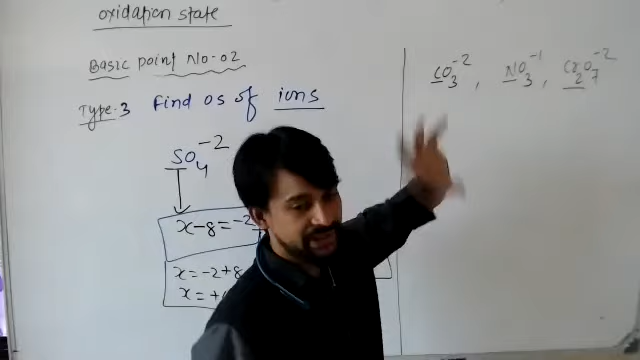 oxidation state
Basic point No-02
Type-3 Find os of ions
SO₄⁻²
x-8=-2
x=-2+8
x=+
CO₃⁻², NO₃⁻¹, Cr₂O₇⁻²